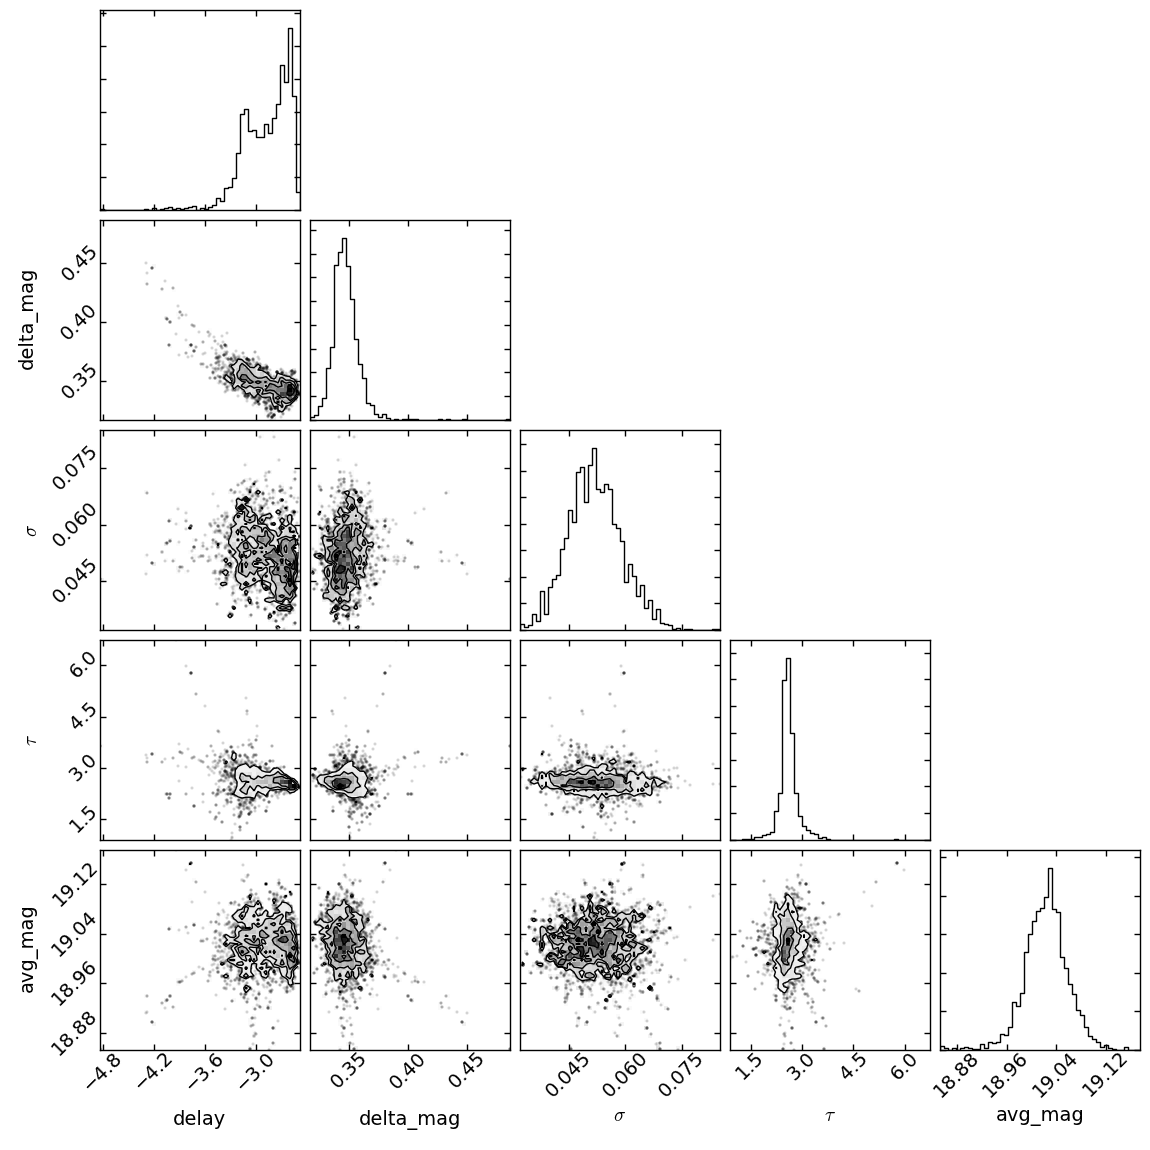 delta_mag
0.45
0.40
0.35
σ
0.075
0.060
0.045
τ
6.0
4.5
3.0
1.5
avg_mag
19.12
19.04
18.96
18.88
−4.8 −4.2 −3.6 −3.0
0.35 0.40 0.45
0.045 0.060 0.075
1.5 3.0 4.5 6.0
18.88 18.96 19.04 19.12
delay delta_mag σ τ avg_mag